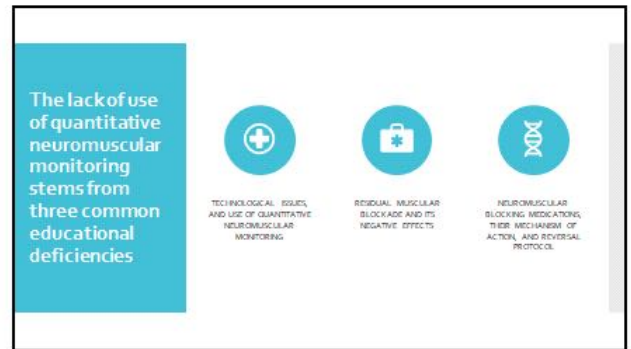 The lack of use
of quantitative
neuromuscular
monitoring
stems from
three common
educational
deficiencies
TECHNOLOGICAL ISSUES,
AND USE OF QUANTITATIVE
NEUROMUSCULAR
MONITORING
RESIDUAL MUSCULAR
BLOCKADE AND ITS
NEGATIVE EFFECTS
NEUROMUSCULAR
BLOCKING MEDICATIONS,
THEIR MECHANISM OF
ACTION, AND REVERSAL
PROTOCOL